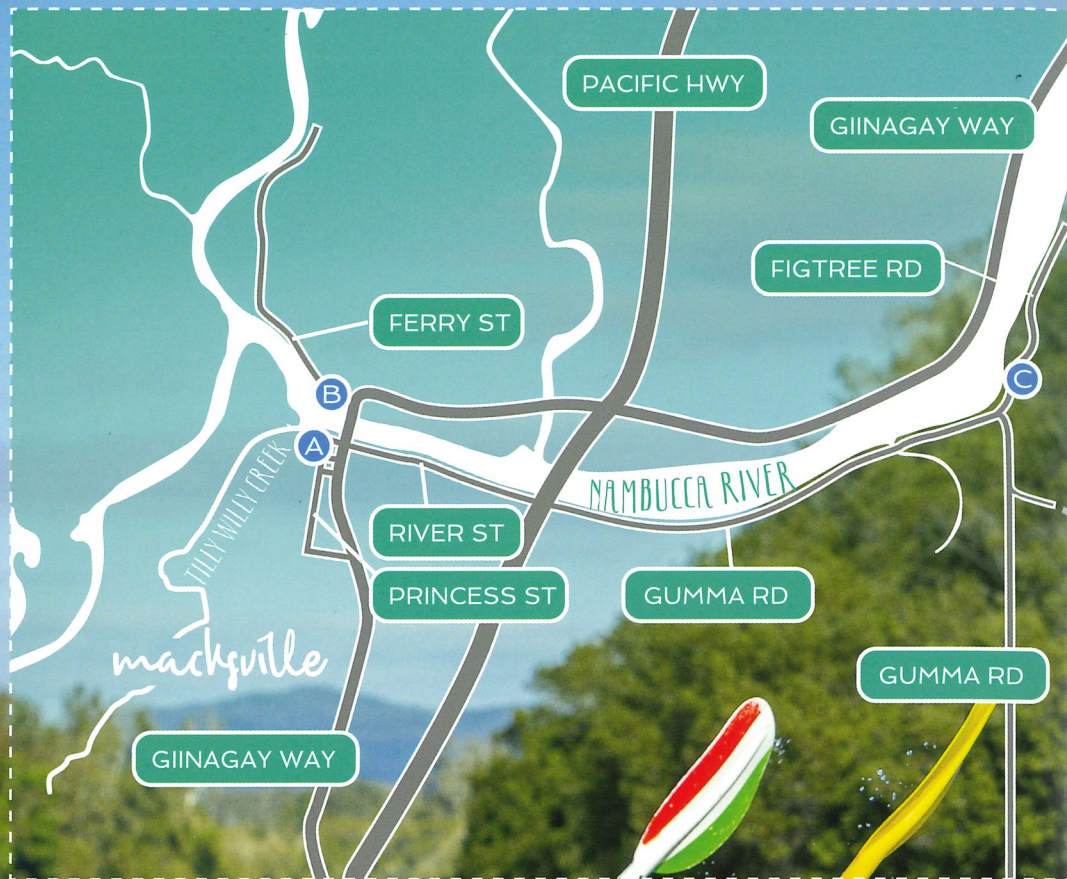 PACIFIC HWY
GIINAGAY WAY
FIGTREE RD
FERRY ST
B
C
A
TILLY WILLY CREEK
NAMBUCCA RIVER
RIVER ST
PRINCESS ST
GUMMA RD
macksville
GUMMA RD
GIINAGAY WAY